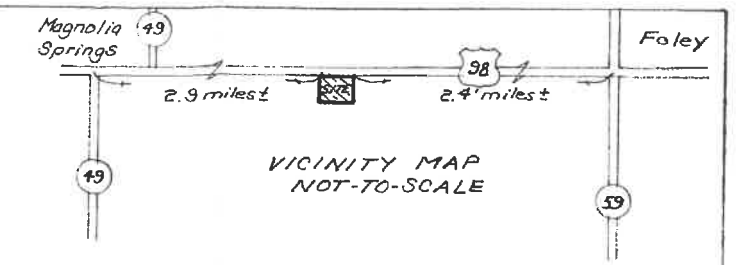 Magnolia
Springs
49
Foley
98
2.9 miles ±
SITE
2.4 miles ±
VICINITY MAP
NOT-TO-SCALE
49
59